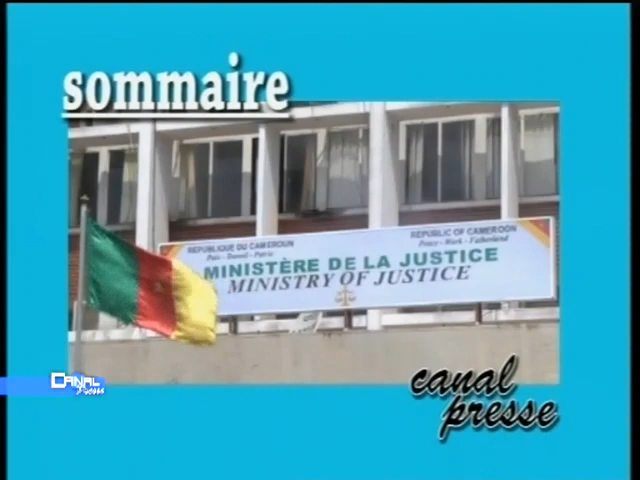 sommaire
REPUBLIQUE DU CAMEROUN
Paix - Travail - Patrie
REPUBLIC OF CAMEROON
Peace - Work - Fatherland
MINISTÈRE DE LA JUSTICE
MINISTRY OF JUSTICE
CANAL
Presse
canal
presse